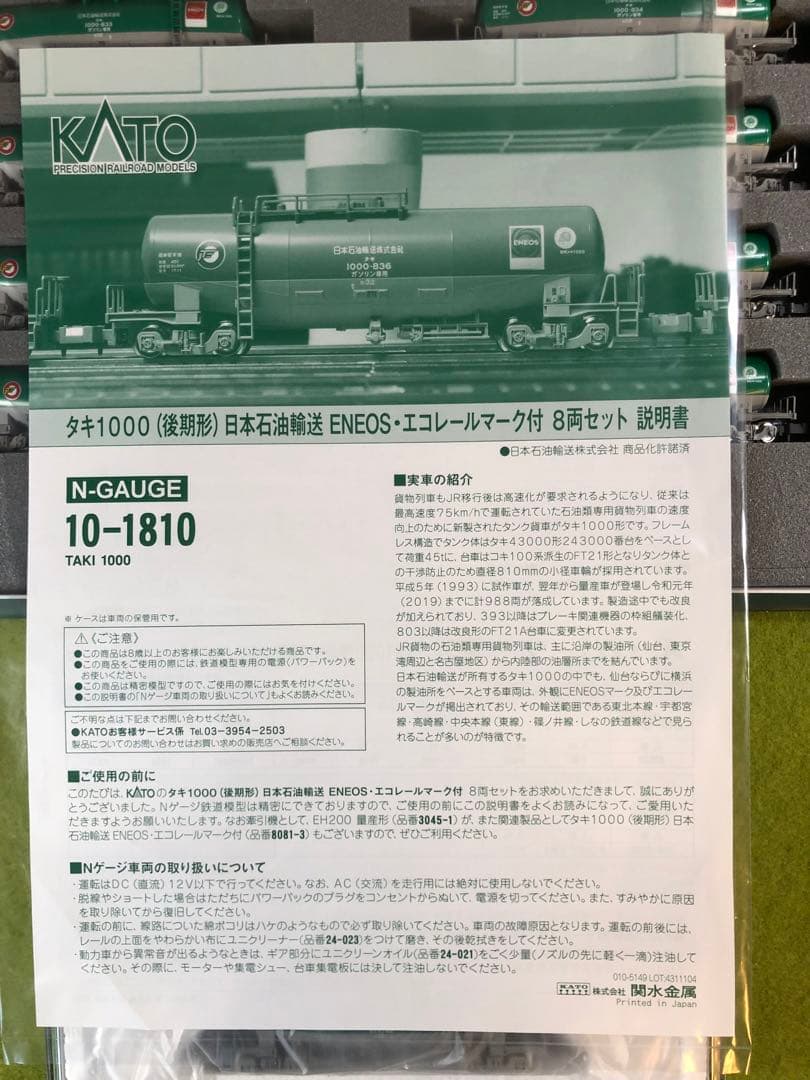 日本石油輸送株式会社
1000-833
ガソリン専用
1000-834
ガソリン専用
KATO
PRECISION RAILROAD MODELS
日本石油輸送株式会社
タキ
1000-836
ガソリン専用
ENEOS
タキ1000（後期形）日本石油輸送 ENEOS・エコレールマーク付 8両セット 説明書
●日本石油輸送株式会社 商品化許諾済
N-GAUGE
10-1810
TAKI 1000
※ ケースは車両の保管用です。
⚠《ご注意》
●この商品は8歳以上のお客様にお楽しみいただける商品です。
●この商品をご使用の際には、鉄道模型専用の電源（パワーパック）を
お使いください。
●この商品は精密模型ですので、ご使用の際にはお気を付けください。
●この説明書の「Nゲージ車両の取り扱いについて」もよくお読みください。
ご不明な点は下記までお問い合わせください。
●KATOお客様サービス係 Tel.03-3954-2503
製品についてのお問い合わせはお買い求めの販売店へご相談ください。
■実車の紹介
貨物列車もJR移行後は高速化が要求されるようになり、従来は
最高速度75km/hで運転されていた石油類専用貨物列車の速度
向上のために新製されたタンク貨車がタキ1000形です。フレーム
レス構造でタンク体はタキ43000形243000番台をベースとし
て荷重45tに、台車はコキ100系派生のFT21形となりタンク体と
の干渉防止のため直径810mmの小径車輪が採用されています。
平成5年（1993）に試作車が、翌年から量産車が登場し令和元年
（2019）までに計988両が落成しています。製造途中でも改良
が加えられており、393以降はブレーキ関連機器の枠組艤装化、
803以降は改良形のFT21A台車に変更されています。
JR貨物の石油類専用貨物列車は、主に沿岸の製油所（仙台、東京
湾周辺と名古屋地区）から内陸部の油層所までを結んでいます。
日本石油輸送が所有するタキ1000の中でも、仙台ならびに横浜
の製油所をベースとする車両は、外観にENEOSマーク及びエコレー
ルマークが掲出されており、その輸送範囲である東北本線・宇都宮
線・高崎線・中央本線（東線）・篠ノ井線・しなの鉄道線などで見ら
れることが多いのが特徴です。
■ご使用の前に
このたびは、KATOのタキ1000（後期形）日本石油輸送 ENEOS・エコレールマーク付 8両セットをお求めいただきまして、誠にありが
とうございました。Nゲージ鉄道模型は精密にできておりますので、ご使用の前にこの説明書をよくお読みになって、ご愛用いた
だきますようお願いいたします。なお牽引機として、EH200 量産形（品番3045-1）が、また関連製品としてタキ1000（後期形）日本
石油輸送ENEOS・エコレールマーク付（品番8081-3）もございますので、ぜひご利用ください。
■Nゲージ車両の取り扱いについて
・運転はDC（直流）12V以下で行ってください。なお、AC（交流）を走行用には絶対に使用しないでください。
・脱線やショートした場合はただちにパワーパックのプラグをコンセントからぬいて、電源を切ってください。また、すみやかに原因
を取り除いてから復旧してください。
・運転の前に、線路についた綿ボコリはハケのようなもので必ず取り除いてください。車両の故障原因となります。運転の前後には、
レールの上面をやわらかい布にユニクリーナー（品番24-023）をつけて磨き、その後乾拭きをしてください。
・動力車から異常音が出るようなときは、ギア部分にユニクリーンオイル（品番24-021）をごく少量（ノズルの先に軽く一滴）注油して
ください。その際に、モーターや集電シュー、台車集電板には決して注油しないでください。
010-5149 LOT:4311104
KATO 株式会社 関水金属
Printed in Japan